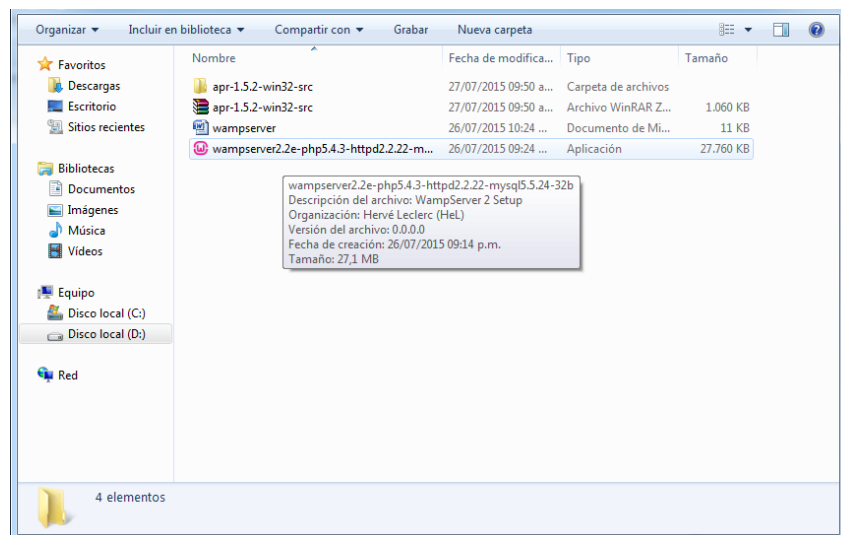 Organizar Incluir en biblioteca Compartir con Grabar Nueva carpeta
Favoritos
Descargas
Escritorio
Sitios recientes
Bibliotecas
Documentos
Imágenes
Música
Vídeos
Equipo
Disco local (C:)
Disco local (D:)
Red
Nombre Fecha de modifica... Tipo Tamaño
apr-1.5.2-win32-src 27/07/2015 09:50 a... Carpeta de archivos
apr-1.5.2-win32-src 27/07/2015 09:50 a... Archivo WinRAR Z... 1.060 KB
wampserver 26/07/2015 10:24 ... Documento de Mi... 11 KB
wampserver2.2e-php5.4.3-httpd2.2.22-m... 26/07/2015 09:24 ... Aplicación 27.760 KB
wampserver2.2e-php5.4.3-httpd2.2.22-mysql5.5.24-32b
Descripción del archivo: WampServer 2 Setup
Organización: Hervé Leclerc (HeL)
Versión del archivo: 0.0.0.0
Fecha de creación: 26/07/2015 09:14 p.m.
Tamaño: 27,1 MB
4 elementos